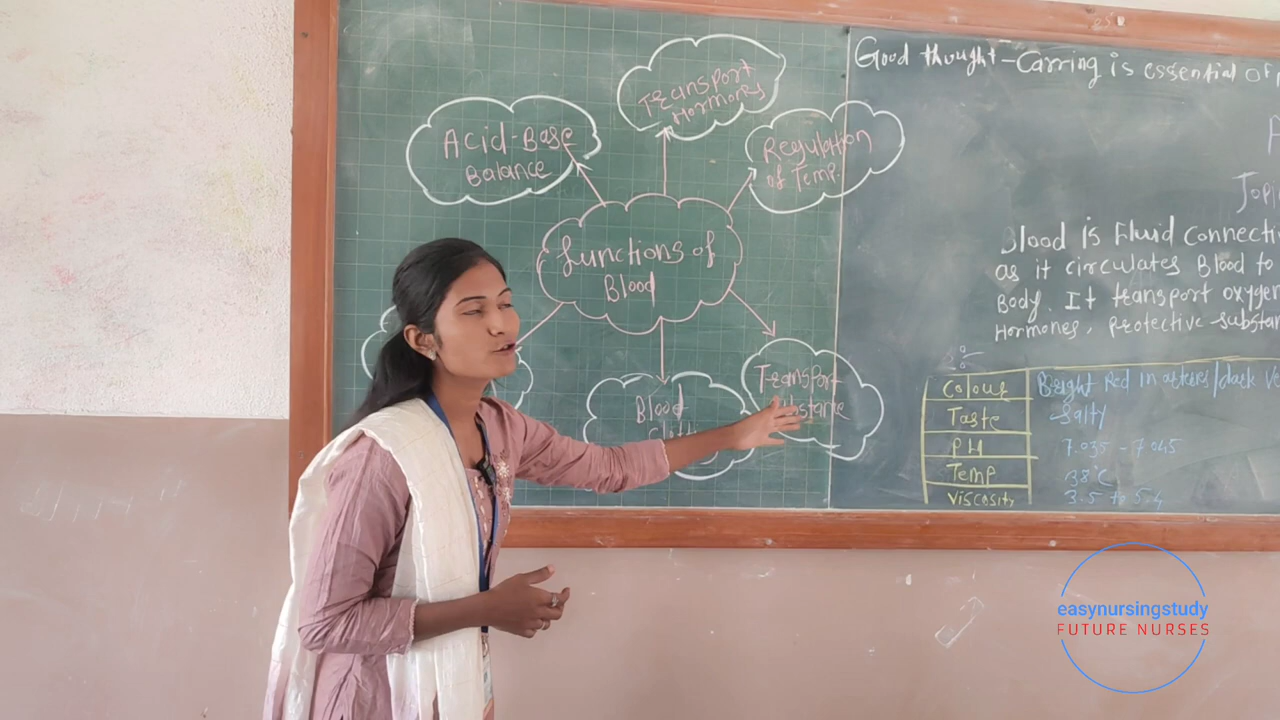 Good thought - Carring is essential OF
Transport
Hormones
Acid-Base
Balance
Regulation
of Temp.
functions of
Blood
Blood
Transport
substance
Blood is Fluid Connecti
as it circulates Blood to
Body. It transport oxygen
Hormones, protective substan
Colour
Bright Red in arteries/dark Ve
Taste
-Salty
PH
7.035 - 7.045
Temp
38°C
Viscosity
3.5 to 5.4
easynursingstudy
FUTURE NURSES